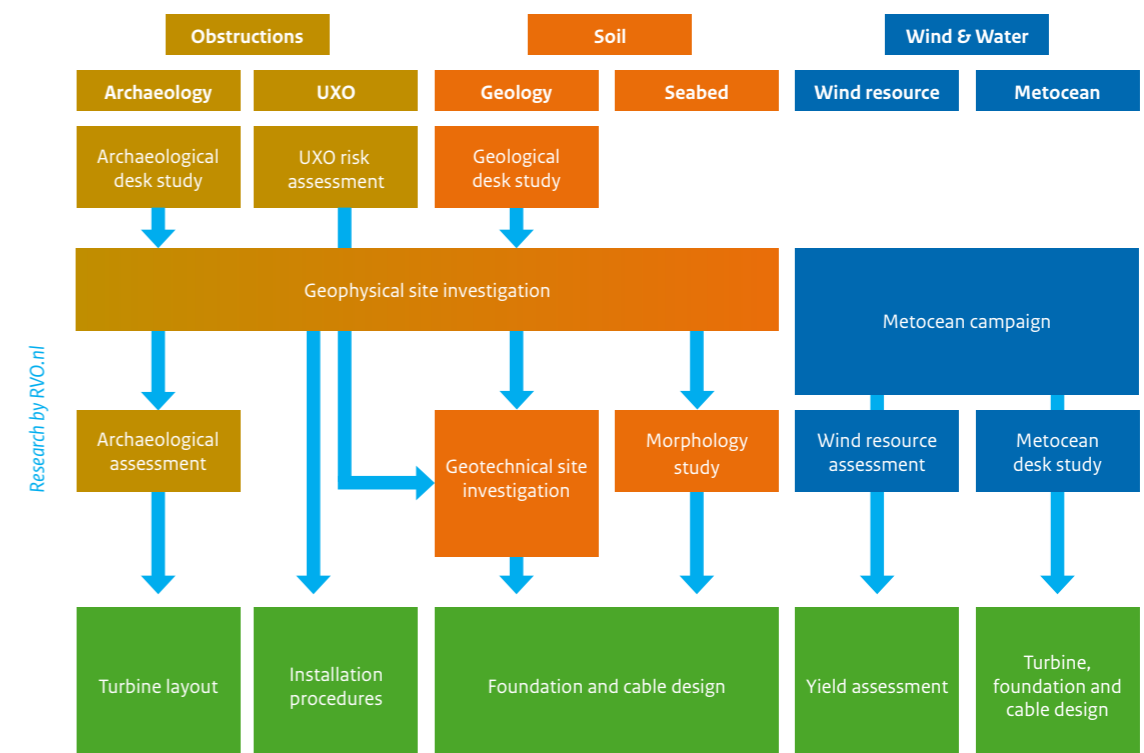 Obstructions
Soil
Wind & Water
Archaeology
UXO
Geology
Seabed
Wind resource
Metocean
Archaeological
desk study
UXO risk
assessment
Geological
desk study
Geophysical site investigation
Metocean campaign
Research by RVO.nl
Archaeological
assessment
Geotechnical site
investigation
Morphology
study
Wind resource
assessment
Metocean
desk study
Turbine layout
Installation
procedures
Foundation and cable design
Yield assessment
Turbine,
foundation and
cable design